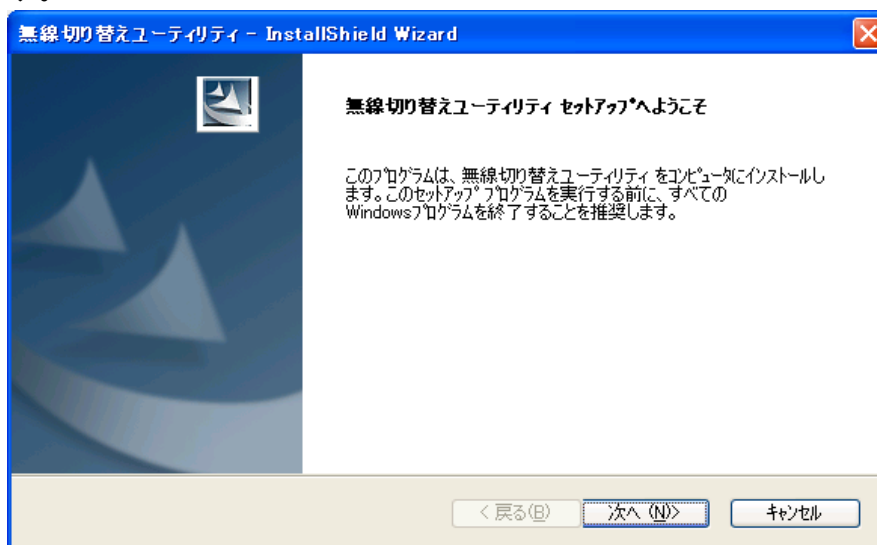 無線切り替えユーティリティ - InstallShield Wizard
無線切り替えユーティリティ ｾｯﾄｱｯﾌﾟへようこそ
このﾌﾟﾛｸﾞﾗﾑは、無線切り替えユーティリティ をｺﾝﾋﾟｭｰﾀにｲﾝｽﾄｰﾙし
ます。このｾｯﾄｱｯﾌﾟ ﾌﾟﾛｸﾞﾗﾑを実行する前に、すべての
Windowsﾌﾟﾛｸﾞﾗﾑを終了することを推奨します。
< 戻る(B)
次へ (N)>
ｷｬﾝｾﾙ